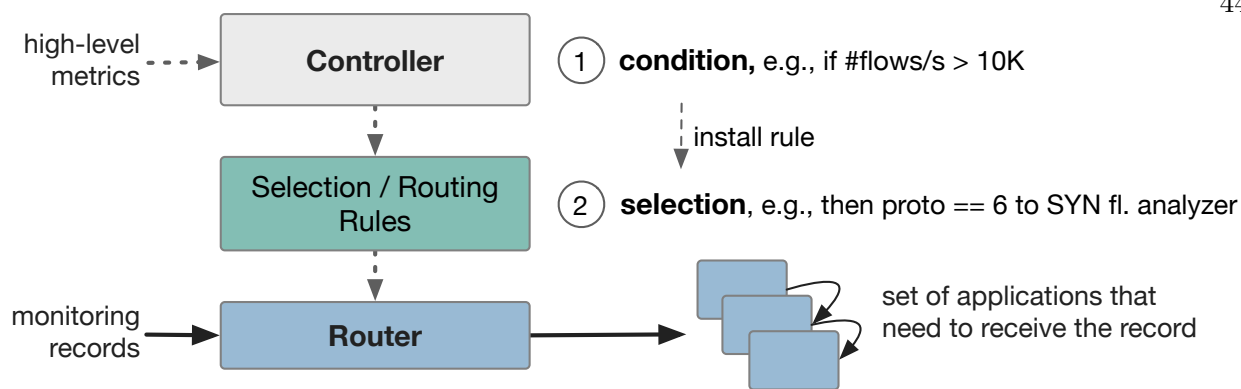 44
high-level
metrics
Controller
1 condition, e.g., if #flows/s > 10K
install rule
Selection / Routing
Rules
2 selection, e.g., then proto == 6 to SYN fl. analyzer
monitoring
records
Router
set of applications that
need to receive the record